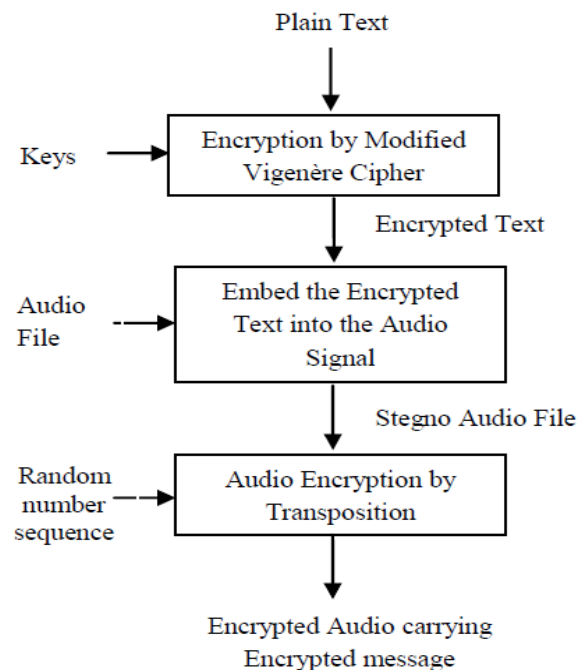 Plain Text
Keys
Encryption by Modified
Vigenère Cipher
Encrypted Text
Audio
File
Embed the Encrypted
Text into the Audio
Signal
Stegno Audio File
Random
number
sequence
Audio Encryption by
Transposition
Encrypted Audio carrying
Encrypted message